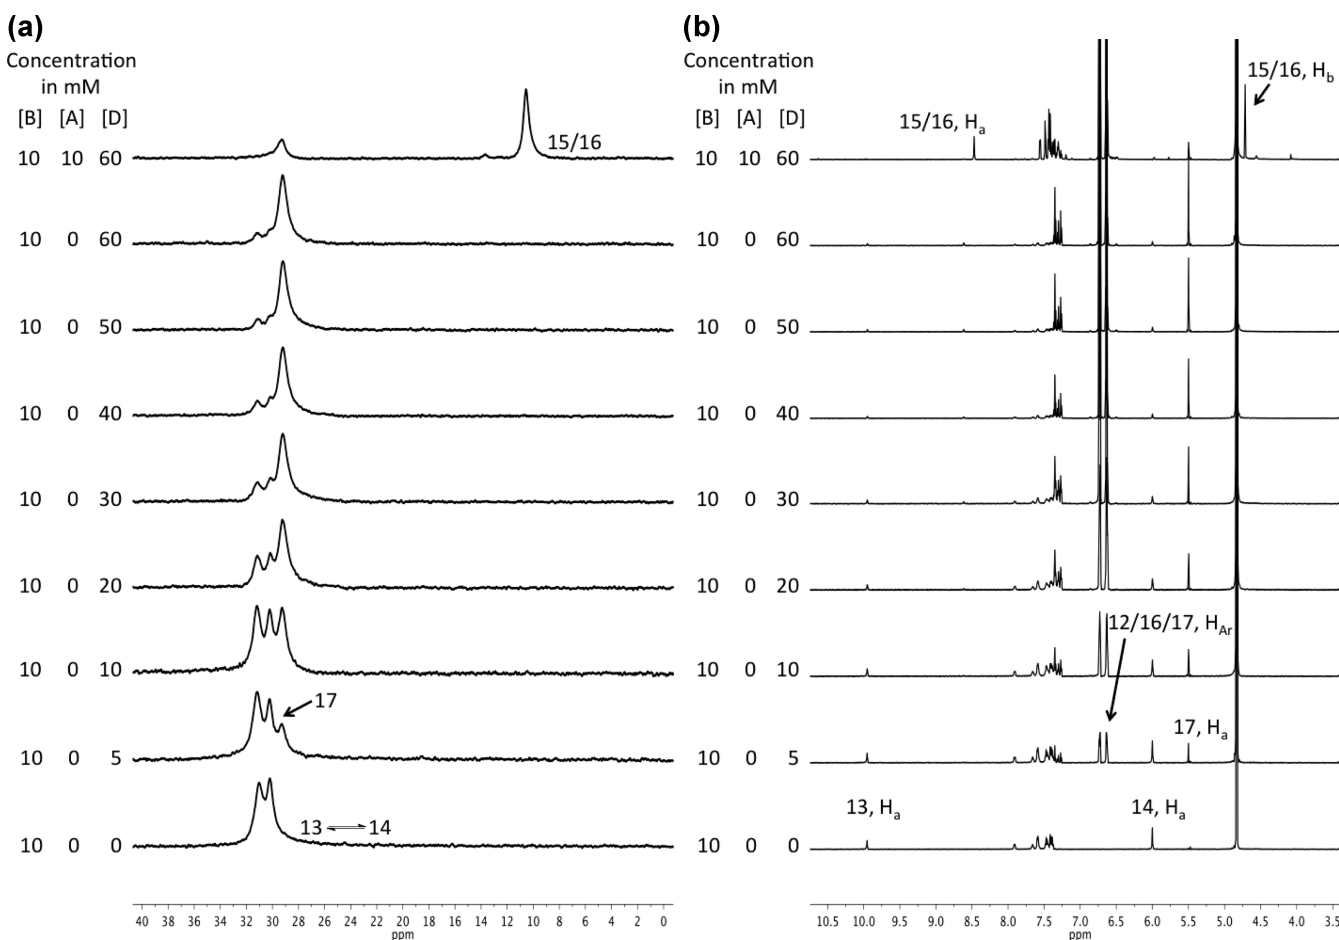 (a)
Concentration
in mM
[B] [A] [D]
10 10 60
15/16
10 0 60
10 0 50
10 0 40
10 0 30
10 0 20
10 0 10
17
10 0 5
13 ⇌ 14
10 0 0
40 38 36 34 32 30 28 26 24 22 20 18 16 14 12 10 8 6 4 2 0
ppm
(b)
Concentration
in mM
[B] [A] [D]
15/16, Hb
15/16, Ha
10 10 60
10 0 60
10 0 50
10 0 40
10 0 30
10 0 20
12/16/17, HAr
10 0 10
17, Ha
10 0 5
13, Ha 14, Ha
10 0 0
10.5 9.5 9.0 8.0 7.5 7.0 6.5 6.0 5.5 5.0 4.5 4.0 3.5
ppm